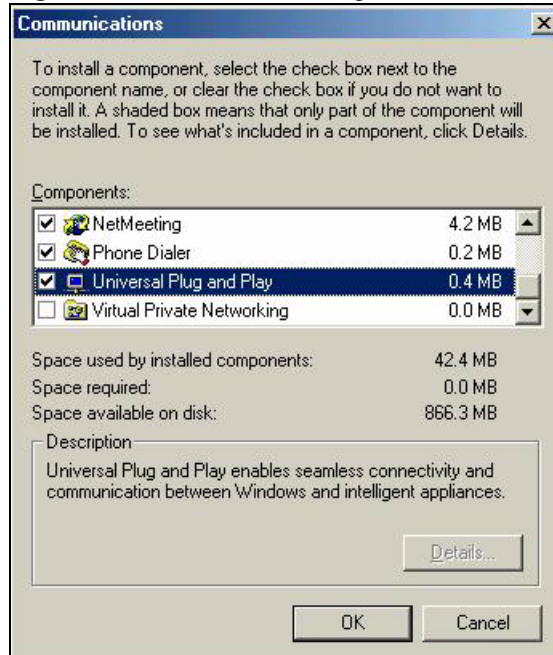 Communications
To install a component, select the check box next to the
component name, or clear the check box if you do not want to
install it. A shaded box means that only part of the component will
be installed. To see what's included in a component, click Details.
Components:
NetMeeting 4.2 MB
Phone Dialer 0.2 MB
Universal Plug and Play 0.4 MB
Virtual Private Networking 0.0 MB
Space used by installed components: 42.4 MB
Space required: 0.0 MB
Space available on disk: 866.3 MB
Description
Universal Plug and Play enables seamless connectivity and
communication between Windows and intelligent appliances.
Details...
OK Cancel